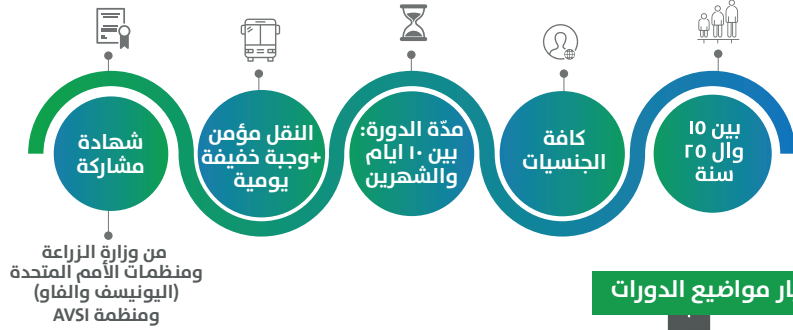 بين ١٥
وال ٢٥
سنة
كافة
الجنسيات
مدّة الدورة:
بين ١٠ ايام
والشهرين
النقل مؤمن
+وجبة خفيفة
يومية
شهادة
مشاركة
من وزارة الزراعة
ومنظمات الأمم المتحدة
(اليونيسف والفاو)
ومنظمة AVSI
مواضيع الدورات